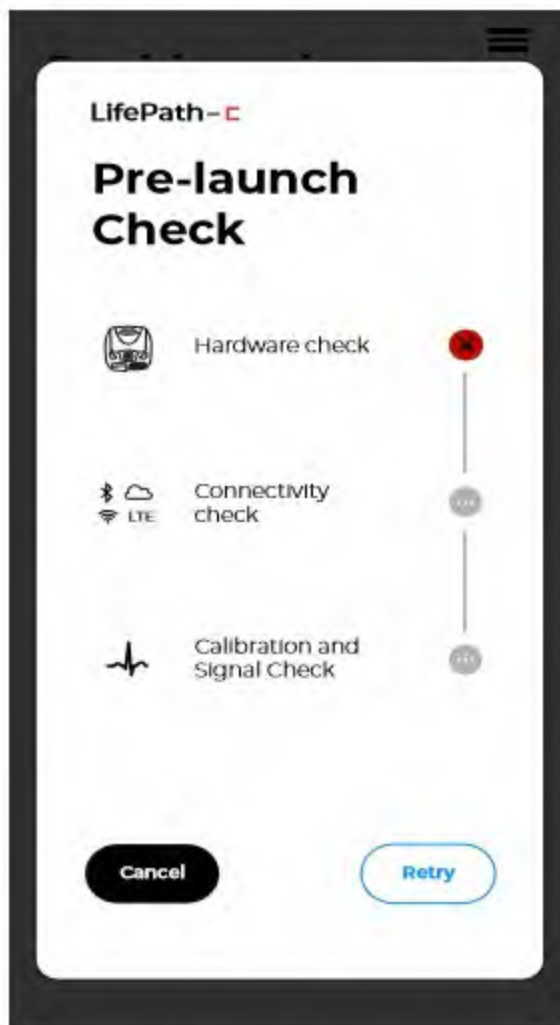 LifePath-
Pre-launch
Check
Hardware check
Connectivity
check
LTE
Calibration and
Signal Check
Cancel
Retry